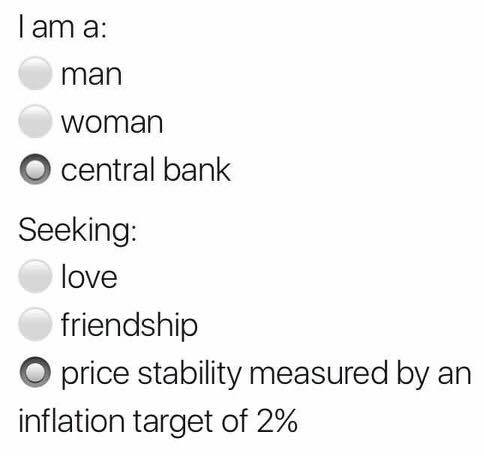 I am a:
man
woman
central bank
Seeking:
love
friendship
price stability measured by an
inflation target of 2%